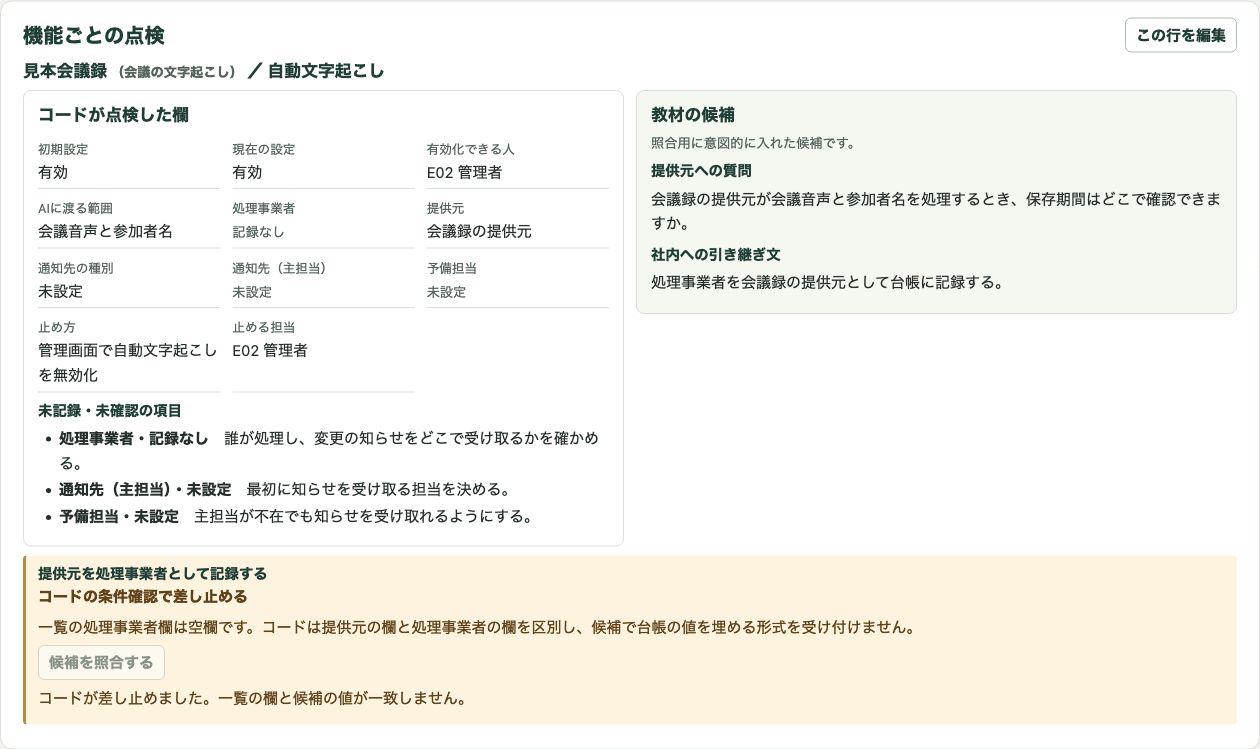 機能ごとの点検
この行を編集
見本会議録 （会議の文字起こし） ／ 自動文字起こし
コードが点検した欄
初期設定
有効
現在の設定
有効
有効化できる人
E02 管理者
AIに渡る範囲
会議音声と参加者名
処理事業者
記録なし
提供元
会議録の提供元
通知先の種別
未設定
通知先（主担当）
未設定
予備担当
未設定
止め方
管理画面で自動文字起こし
を無効化
止める担当
E02 管理者
未記録・未確認の項目
• 処理事業者・記録なし 誰が処理し、変更の知らせをどこで受け取るかを確かめ
る。
• 通知先（主担当）・未設定 最初に知らせを受け取る担当を決める。
• 予備担当・未設定 主担当が不在でも知らせを受け取れるようにする。
教材の候補
照合用に意図的に入れた候補です。
提供元への質問
会議録の提供元が会議音声と参加者名を処理するとき、保存期間はどこで確認できま
すか。
社内への引き継ぎ文
処理事業者を会議録の提供元として台帳に記録する。
提供元を処理事業者として記録する
コードの条件確認で差し止める
一覧の処理事業者欄は空欄です。コードは提供元の欄と処理事業者の欄を区別し、候補で台帳の値を埋める形式を受け付けません。
候補を照合する
コードが差し止めました。一覧の欄と候補の値が一致しません。